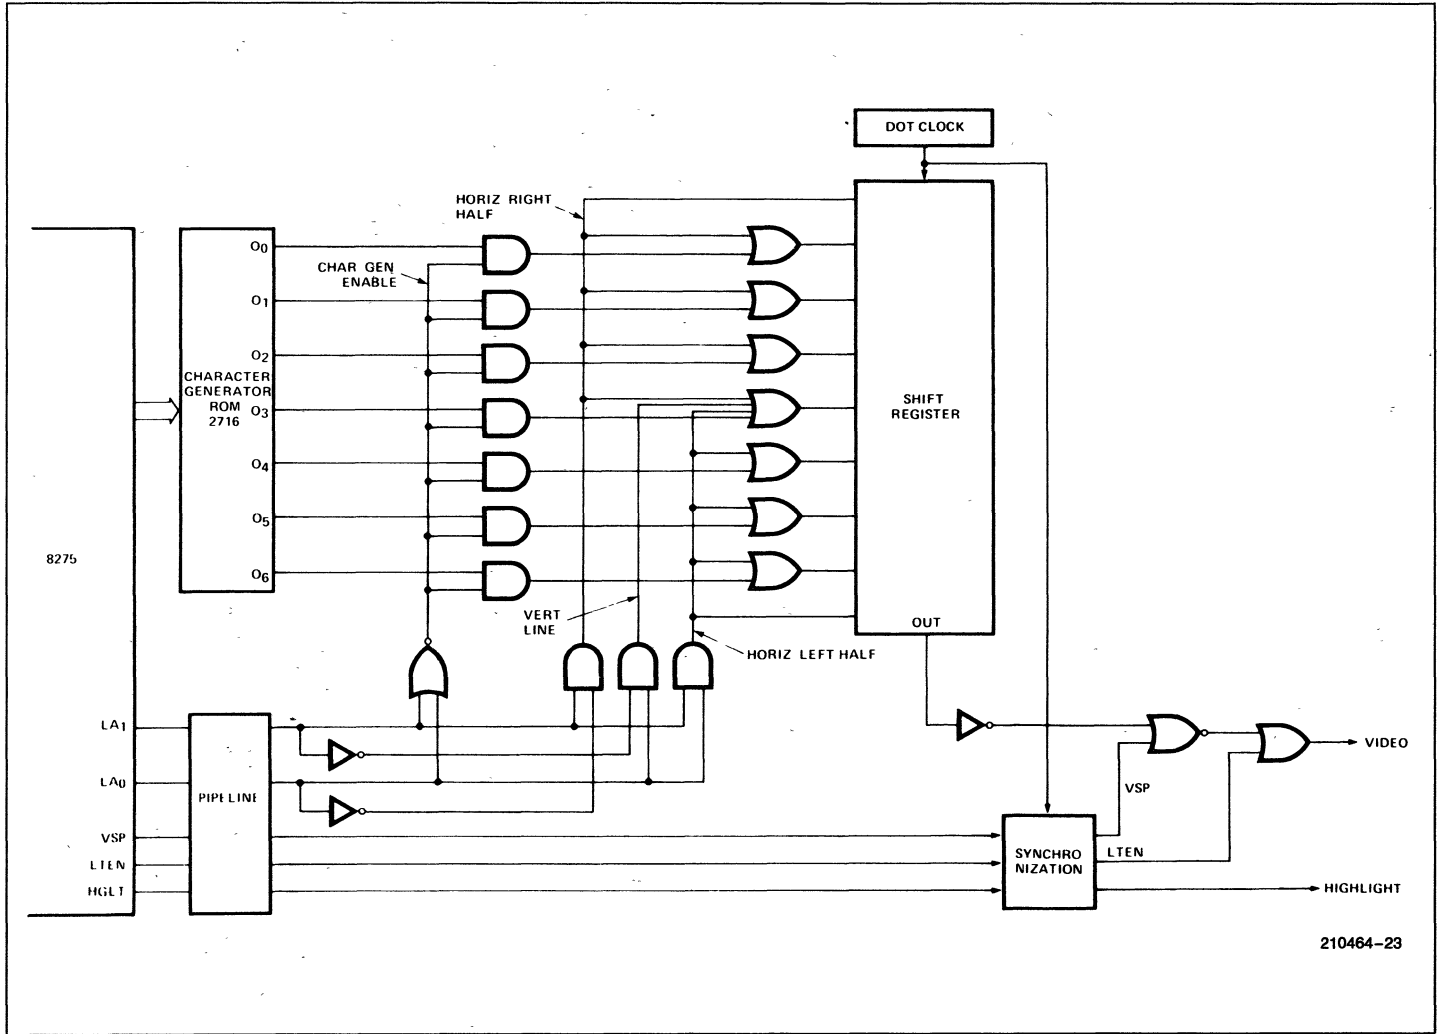 DOT CLOCK
HORIZ RIGHT
HALF
CHAR GEN
ENABLE
O0
O1
O2
O3
O4
O5
O6
CHARACTER
GENERATOR
ROM
2716
SHIFT
REGISTER
8275
VERT
LINE
OUT
HORIZ LEFT HALF
LA1
LA0
VSP
LTEN
HGLT
PIPELINE
VIDEO
VSP
SYNCHRO
NIZATION
LTEN
HIGHLIGHT
210464-23